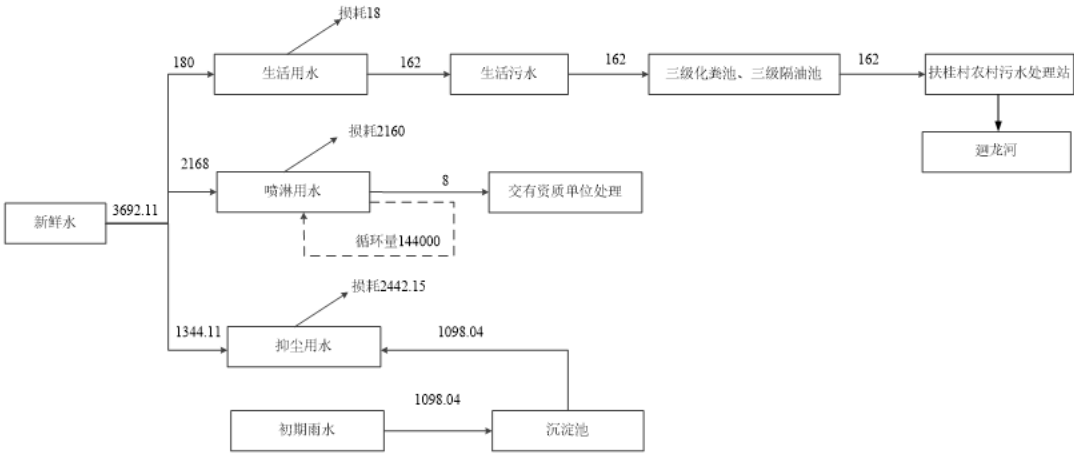 损耗18
180
生活用水
162
生活污水
162
三级化粪池、三级隔油池
162
扶桂村农村污水处理站
迴龙河
损耗2160
2168
喷淋用水
8
交有资质单位处理
循环量144000
新鲜水
3692.11
损耗2442.15
1344.11
抑尘用水
1098.04
初期雨水
1098.04
沉淀池